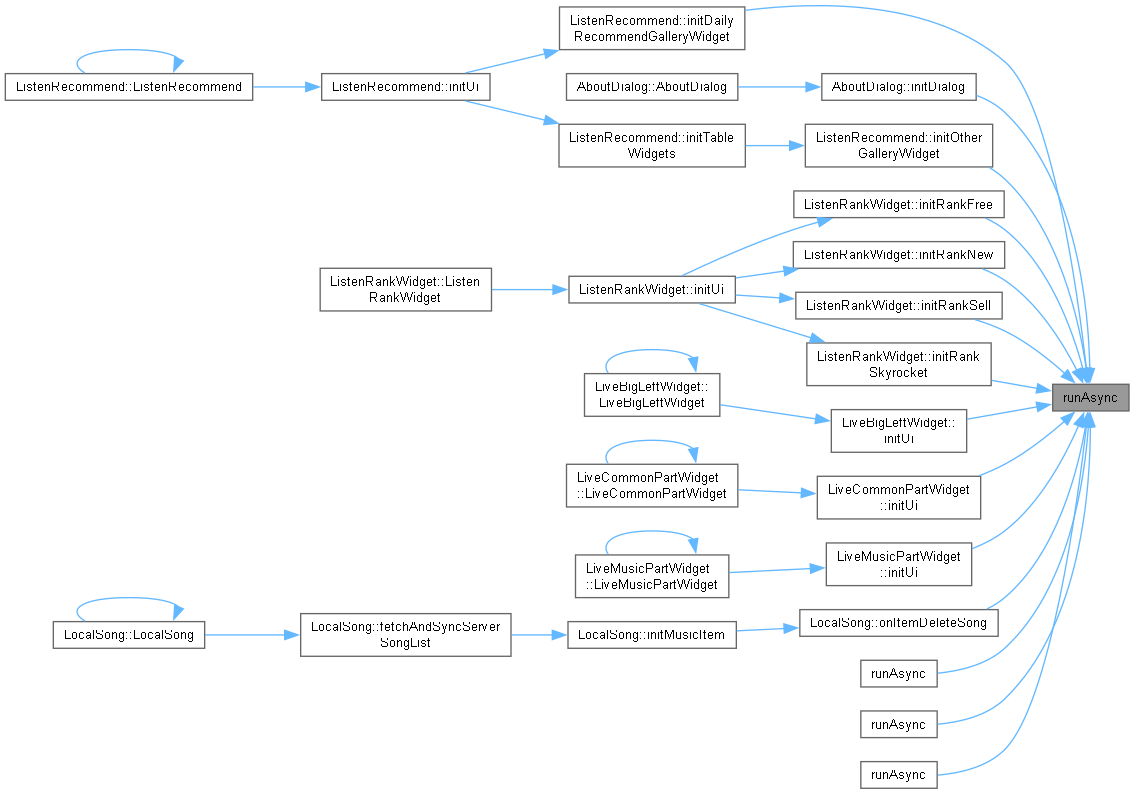 ListenRecommend::initDaily
RecommendGalleryWidget
ListenRecommend::ListenRecommend
ListenRecommend::initUi
AboutDialog::AboutDialog
AboutDialog::initDialog
ListenRecommend::initTable
Widgets
ListenRecommend::initOther
GalleryWidget
ListenRankWidget::initRankFree
ListenRankWidget::initRankNew
ListenRankWidget::Listen
RankWidget
ListenRankWidget::initUi
ListenRankWidget::initRankSell
ListenRankWidget::initRank
Skyrocket
LiveBigLeftWidget::
LiveBigLeftWidget
runAsync
LiveBigLeftWidget::
initUi
LiveCommonPartWidget
::LiveCommonPartWidget
LiveCommonPartWidget
::initUi
LiveMusicPartWidget
::LiveMusicPartWidget
LiveMusicPartWidget
::initUi
LocalSong::LocalSong
LocalSong::fetchAndSyncServer
SongList
LocalSong::initMusicItem
LocalSong::onItemDeleteSong
runAsync
runAsync
runAsync